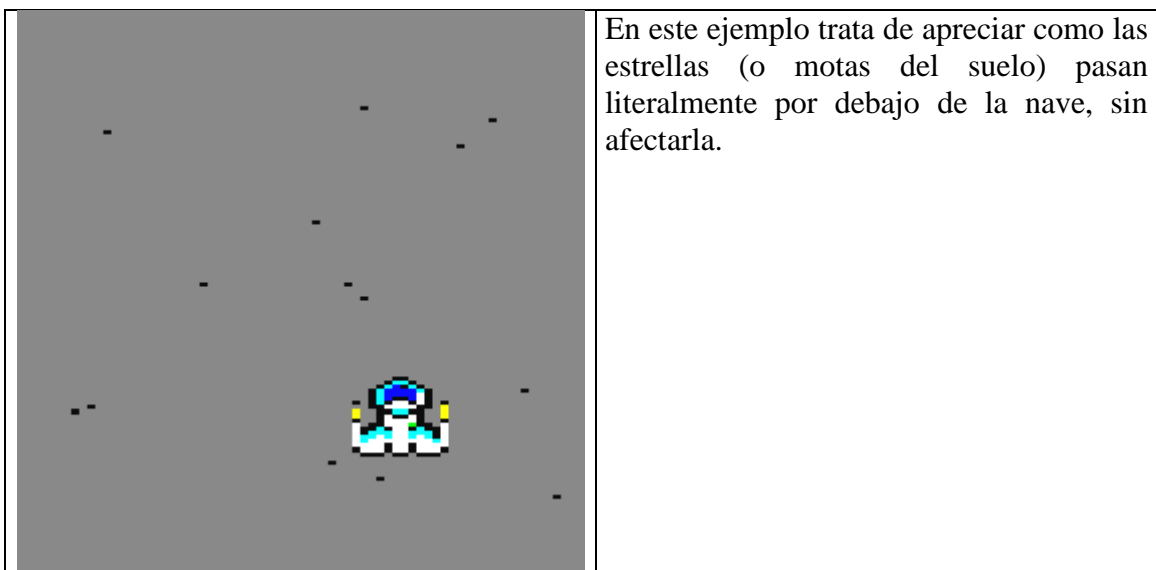 En este ejemplo trata de apreciar como las
estrellas (o motas del suelo) pasan
literalmente por debajo de la nave, sin
afectarla.